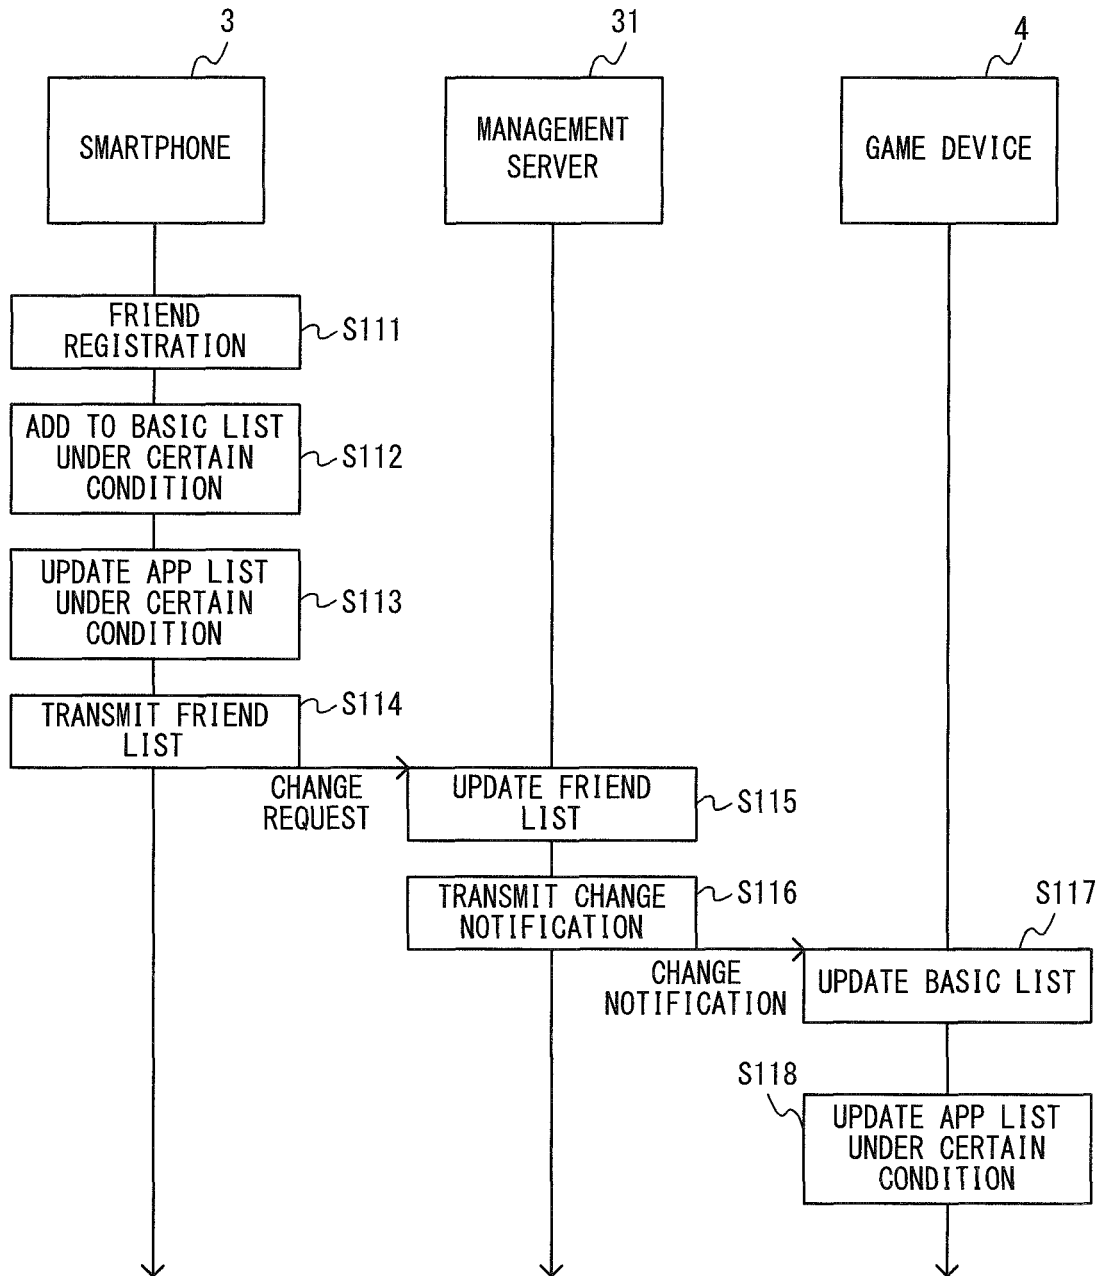 3
31
4
SMARTPHONE
MANAGEMENT
SERVER
GAME DEVICE
FRIEND
REGISTRATION
S111
ADD TO BASIC LIST
UNDER CERTAIN
CONDITION
S112
UPDATE APP LIST
UNDER CERTAIN
CONDITION
S113
TRANSMIT FRIEND
LIST
S114
CHANGE
REQUEST
UPDATE FRIEND
LIST
S115
TRANSMIT CHANGE
NOTIFICATION
S116
CHANGE
NOTIFICATION
S117
UPDATE BASIC LIST
S118
UPDATE APP LIST
UNDER CERTAIN
CONDITION